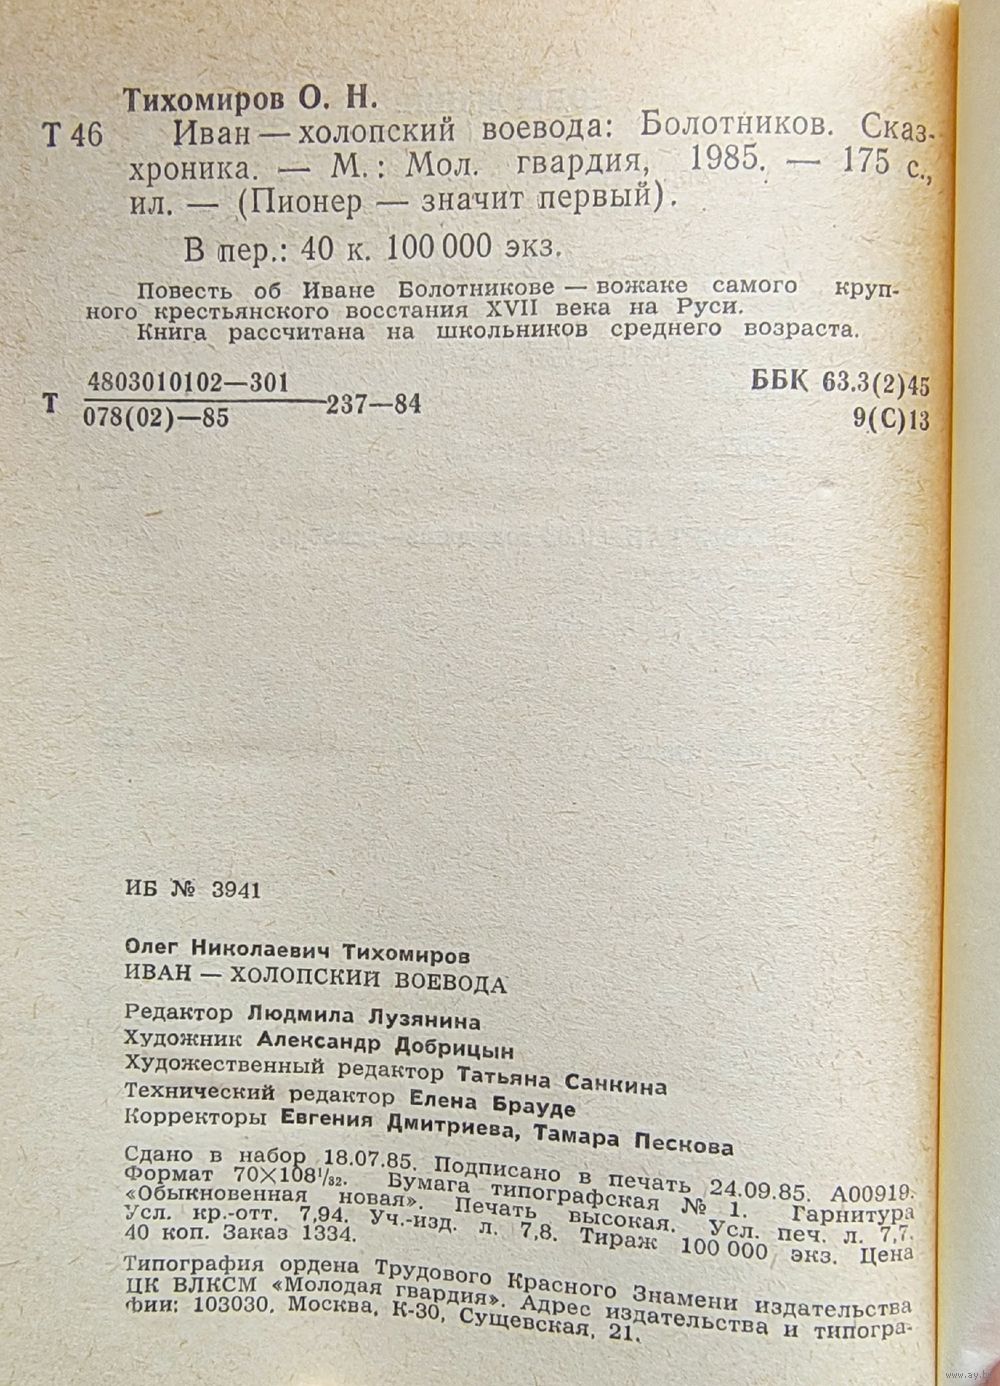 Тихомиров О. Н.
Т 46 Иван — холопский воевода: Болотников. Сказ-
хроника. — М.: Мол. гвардия, 1985. — 175 с.,
ил. — (Пионер — значит первый).
В пер.: 40 к. 100 000 экз.
Повесть об Иване Болотникове — вожаке самого круп-
ного крестьянского восстания XVII века на Руси.
Книга рассчитана на школьников среднего возраста.
4803010102—301
Т 237—84
078(02)—85
ББК 63.3(2)45
9(С)13
ИБ № 3941
Олег Николаевич Тихомиров
ИВАН — ХОЛОПСКИЙ ВОЕВОДА
Редактор Людмила Лузянина
Художник Александр Добрицын
Художественный редактор Татьяна Санкина
Технический редактор Елена Брауде
Корректоры Евгения Дмитриева, Тамара Пескова
Сдано в набор 18.07.85. Подписано в печать 24.09.85. А00919.
Формат 70×108¹/₃₂. Бумага типографская № 1. Гарнитура
«Обыкновенная новая». Печать высокая. Усл. печ. л. 7,7.
Усл. кр.-отт. 7,94. Уч.-изд. л. 7,8. Тираж 100 000 экз. Цена
40 коп. Заказ 1334.
Типография ордена Трудового Красного Знамени издательства
ЦК ВЛКСМ «Молодая гвардия». Адрес издательства и типогра-
фии: 103030, Москва, К-30, Сущевская, 21.